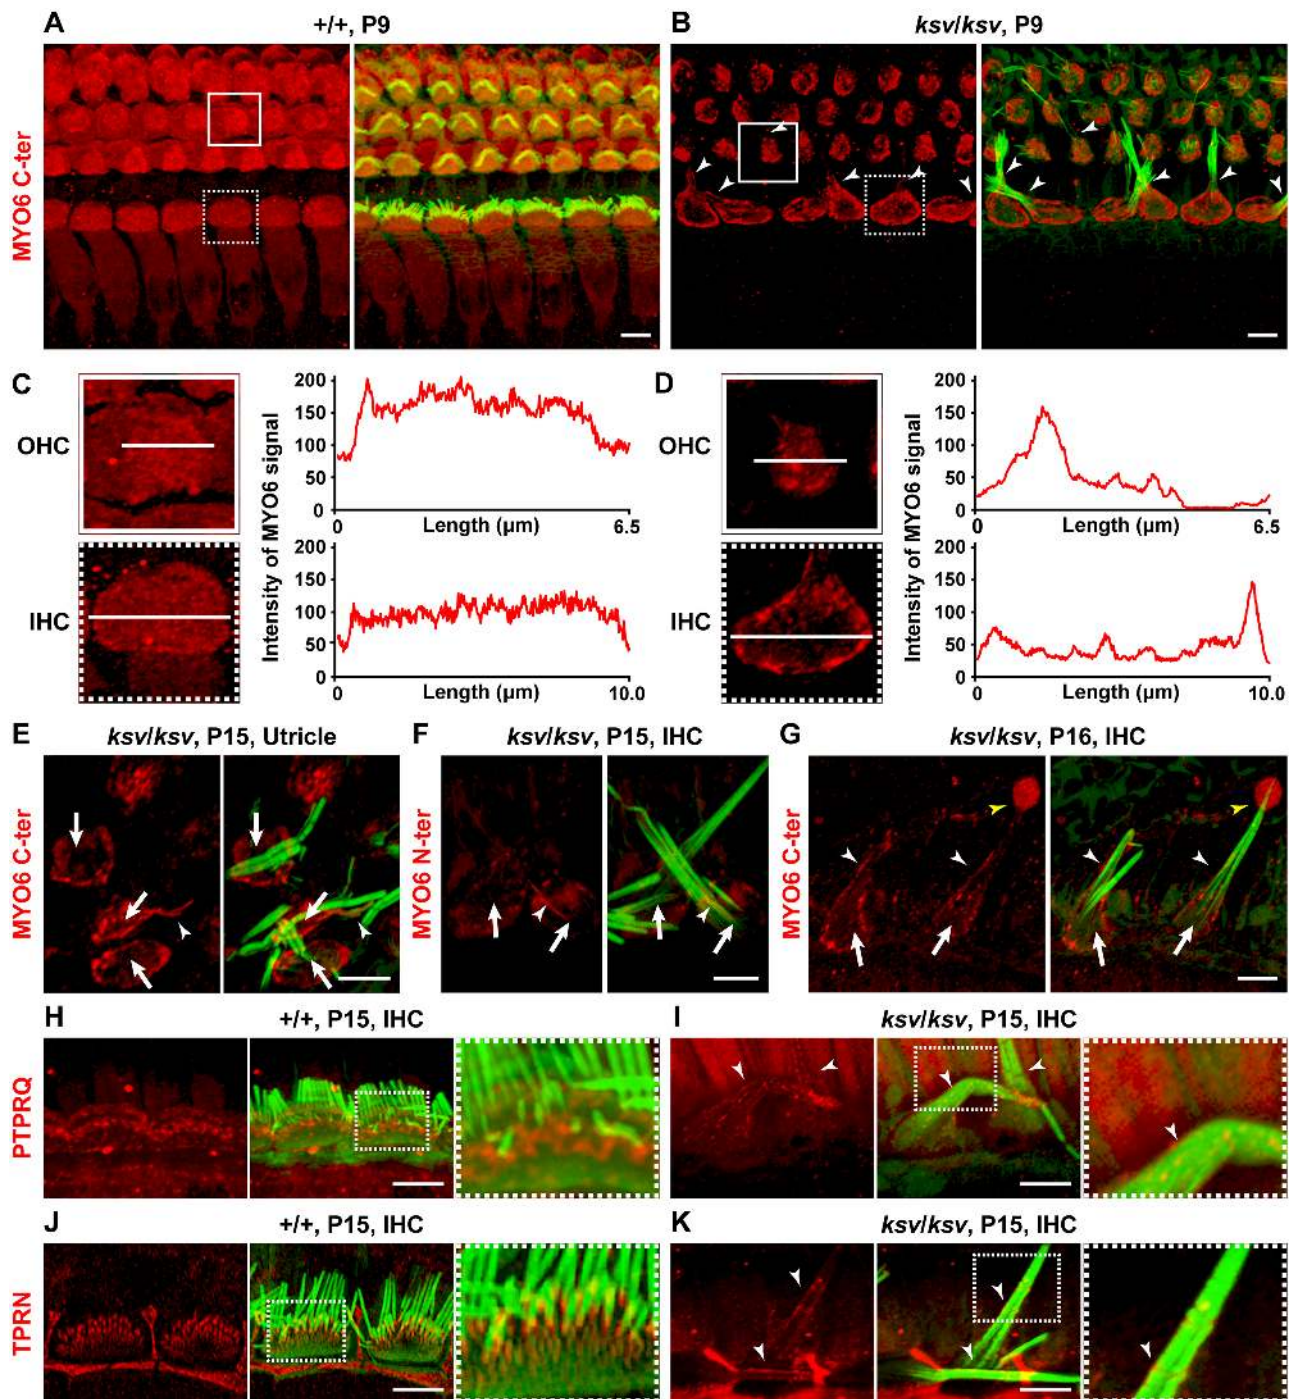 A +/+, P9
B ksv/ksv, P9
MYO6 C-ter
C
OHC
IHC
Intensity of MYO6 signal
200
150
100
50
0
0 Length (µm) 6.5
200
150
100
50
0
0 Length (µm) 10.0
D
OHC
IHC
Intensity of MYO6 signal
200
150
100
50
0
0 Length (µm) 6.5
200
150
100
50
0
0 Length (µm) 10.0
E ksv/ksv, P15, Utricle
MYO6 C-ter
F ksv/ksv, P15, IHC
MYO6 N-ter
G ksv/ksv, P16, IHC
MYO6 C-ter
H +/+, P15, IHC
PTPRQ
I ksv/ksv, P15, IHC
J +/+, P15, IHC
TPRN
K ksv/ksv, P15, IHC